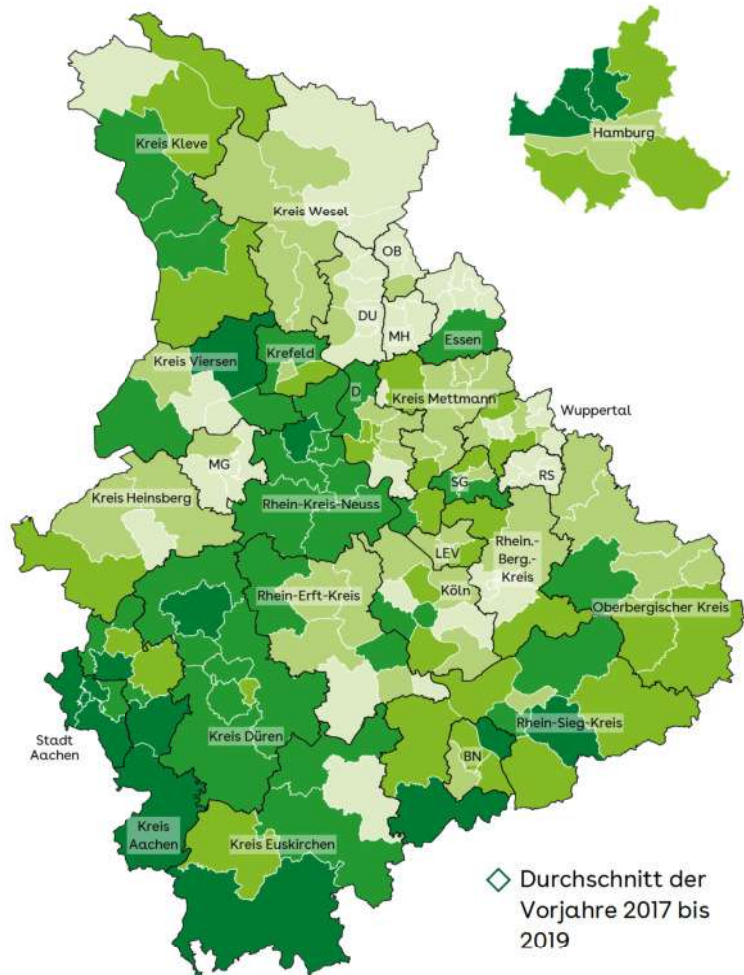 Hamburg
Kreis Kleve
Kreis Wesel
OB
DU
MH
Essen
Kreis Viersen
Krefeld
D
Kreis Mettmann
Wuppertal
MG
SG
RS
Kreis Heinsberg
Rhein-Kreis-Neuss
LEV
Rhein.-
Berg.-
Kreis
Rhein-Erft-Kreis
Köln
Oberbergischer Kreis
Stadt
Aachen
Kreis Düren
Rhein-Sieg-Kreis
BN
Kreis
Aachen
Kreis Euskirchen
Durchschnitt der
Vorjahre 2017 bis
2019